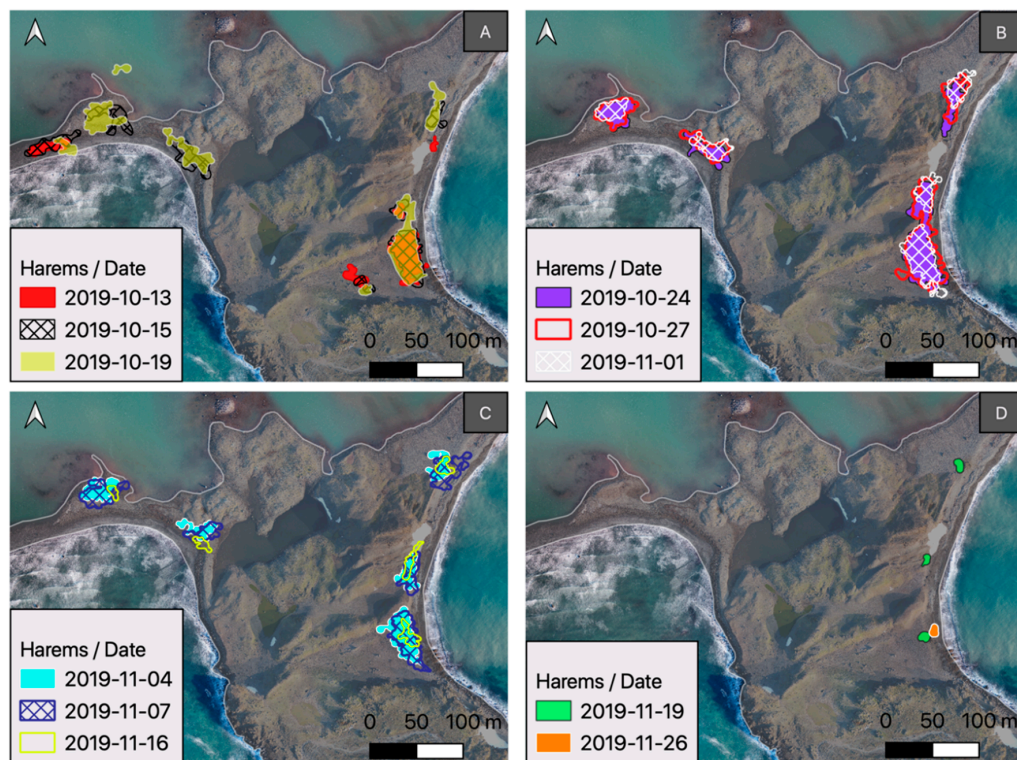 A
Harems / Date
2019-10-13
2019-10-15
2019-10-19
0 50 100 m
B
Harems / Date
2019-10-24
2019-10-27
2019-11-01
0 50 100 m
C
Harems / Date
2019-11-04
2019-11-07
2019-11-16
0 50 100 m
D
Harems / Date
2019-11-19
2019-11-26
0 50 100 m